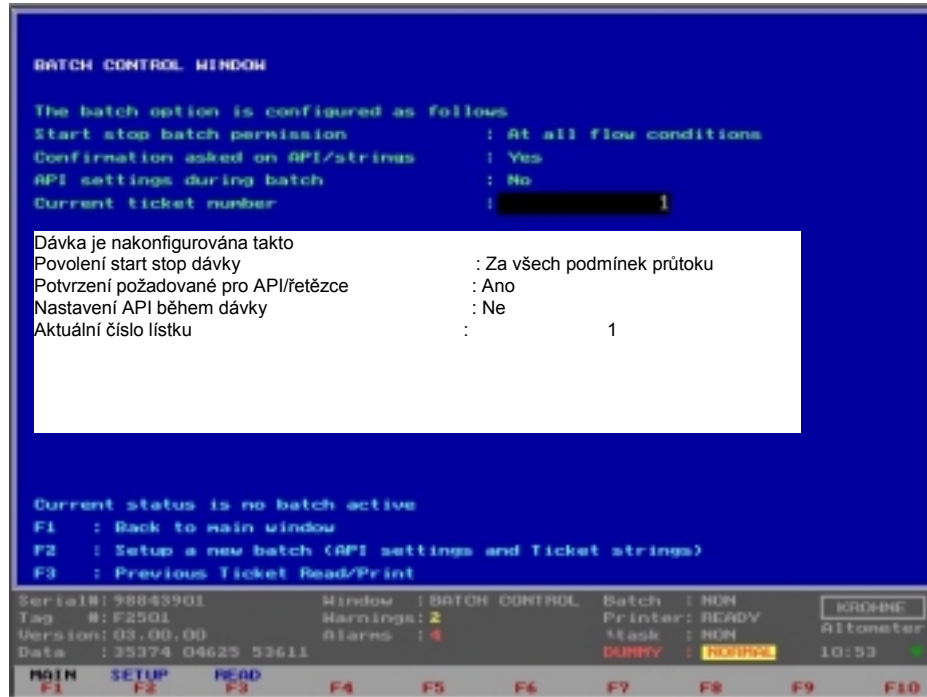 BATCH CONTROL WINDOW
The batch option is configured as follows
Start stop batch permission : At all flow conditions
Confirmation asked on API/strings : Yes
API settings during batch : No
Current ticket number : 1
Dávka je nakonfigurována takto
Povolení start stop dávky : Za všech podmínek průtoku
Potvrzení požadované pro API/řetězce : Ano
Nastavení API během dávky : Ne
Aktuální číslo lístku : 1
Current status is no batch active
F1 : Back to main window
F2 : Setup a new batch (API settings and Ticket strings)
F3 : Previous Ticket Read/Print
Serial#: 98843901 Window : BATCH CONTROL Batch : NON KROHNE
Tag #: F2501 Warnings: 2 Printer: READY Altometer
Version: 03.00.00 Alarms : 4 : NON
Data : 35374 04625 53611 DUMMY : NORMAL 10:53
MAIN SETUP READ
F1 F2 F3 F4 F5 F6 F7 F8 F9 F10